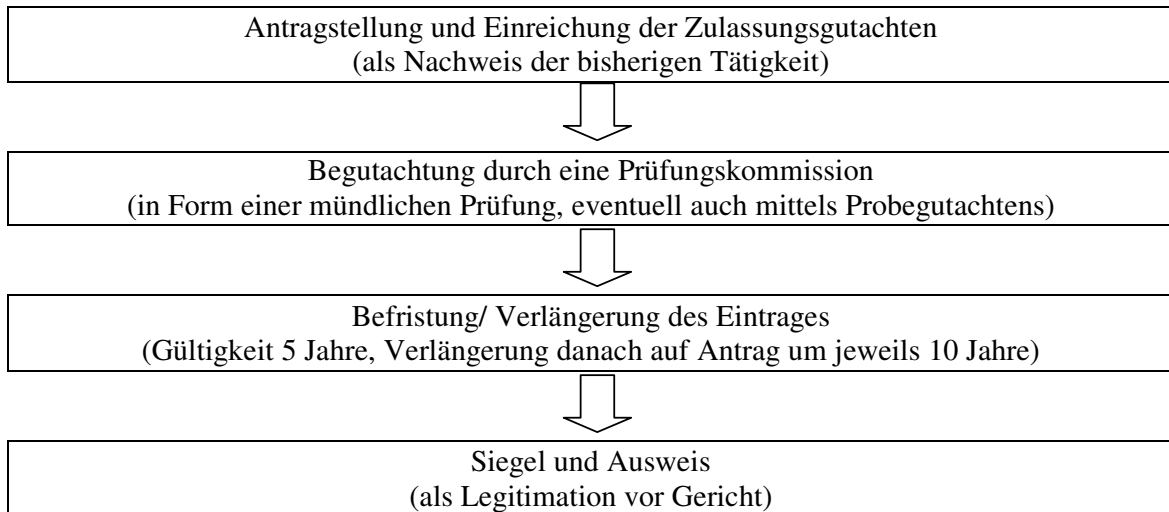 Antragstellung und Einreichung der Zulassungsgutachten
(als Nachweis der bisherigen Tätigkeit)
Begutachtung durch eine Prüfungskommission
(in Form einer mündlichen Prüfung, eventuell auch mittels Probegutachtens)
Befristung/ Verlängerung des Eintrages
(Gültigkeit 5 Jahre, Verlängerung danach auf Antrag um jeweils 10 Jahre)
Siegel und Ausweis
(als Legitimation vor Gericht)